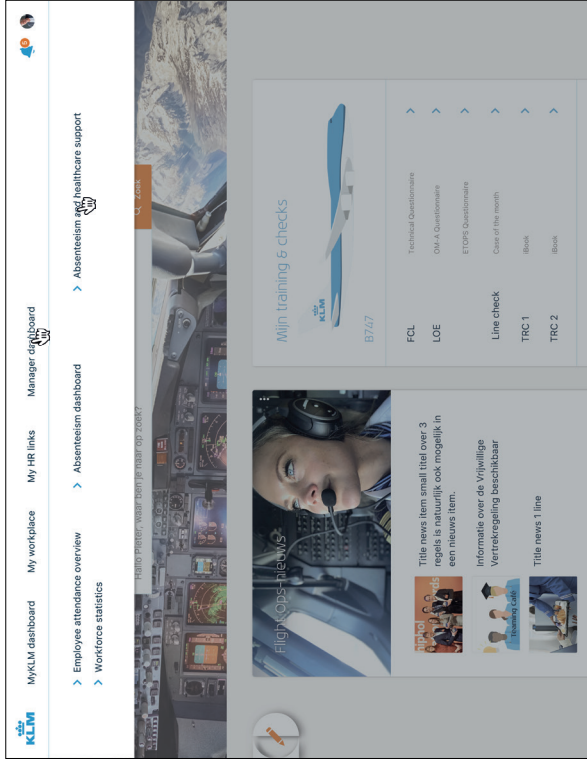 KLM
MyKLM dashboard
My workplace
My HR links
Manager dashboard
5
Employee attendance overview
Absenteeism dashboard
Absenteeism and healthcare support
Workforce statistics
Hallo Pinter, waar ben je naar op zoek?
Zoek
Flight Ops-nieuws
Title news item small titel over 3
regels is natuurlijk ook mogelijk in
een nieuws item.
Informatie over de Vrijwillige
Vertrekregeling beschikbaar
Teaming Café
Title news 1 line
Mijn training & checks
KLM
B747
FCL Technical Questionnaire
LOE OM-A Questionnaire
ETOPS Questionnaire
Line check Case of the month
TRC 1 iBook
TRC 2 iBook